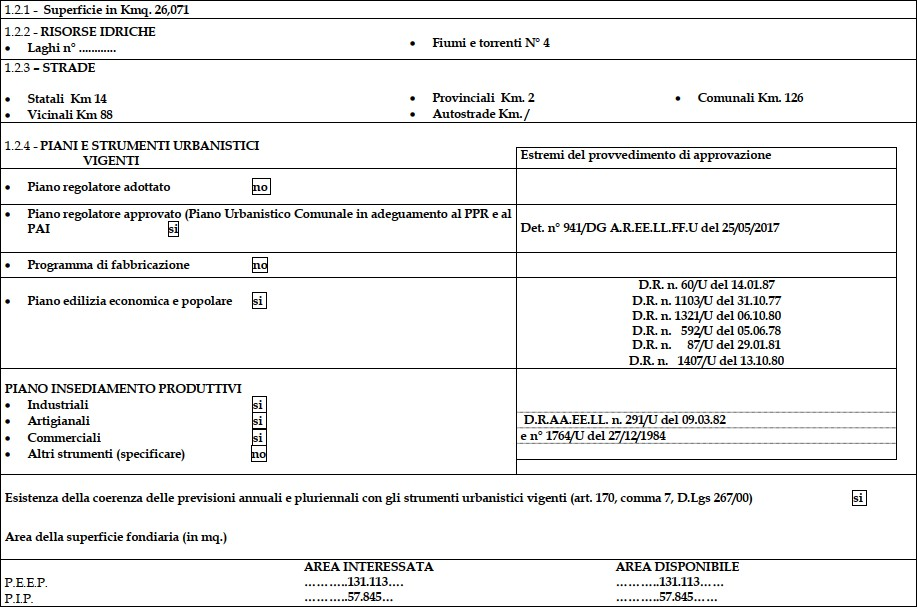 1.2.1 - Superficie in Kmq. 26,071
1.2.2 - RISORSE IDRICHE
• Laghi n° ............ • Fiumi e torrenti N° 4
1.2.3 – STRADE
• Statali Km 14 • Provinciali Km. 2 • Comunali Km. 126
• Vicinali Km 88 • Autostrade Km./
1.2.4 - PIANI E STRUMENTI URBANISTICI
VIGENTI
Estremi del provvedimento di approvazione
• Piano regolatore adottato no
• Piano regolatore approvato (Piano Urbanistico Comunale in adeguamento al PPR e al
PAI si
Det. n° 941/DG A.R.EE.LL.FF.U del 25/05/2017
• Programma di fabbricazione no
• Piano edilizia economica e popolare si
D.R. n. 60/U del 14.01.87
D.R. n. 1103/U del 31.10.77
D.R. n. 1321/U del 06.10.80
D.R. n. 592/U del 05.06.78
D.R. n. 87/U del 29.01.81
D.R. n. 1407/U del 13.10.80
PIANO INSEDIAMENTO PRODUTTIVI
• Industriali si
• Artigianali si D.R.AA.EE.LL. n. 291/U del 09.03.82
• Commerciali si e n° 1764/U del 27/12/1984
• Altri strumenti (specificare) no
Esistenza della coerenza delle previsioni annuali e pluriennali con gli strumenti urbanistici vigenti (art. 170, comma 7, D.Lgs 267/00) si
Area della superficie fondiaria (in mq.)
AREA INTERESSATA AREA DISPONIBILE
P.E.E.P. ………..131.113…. ………..131.113……
P.I.P. ………..57.845… ………..57.845……